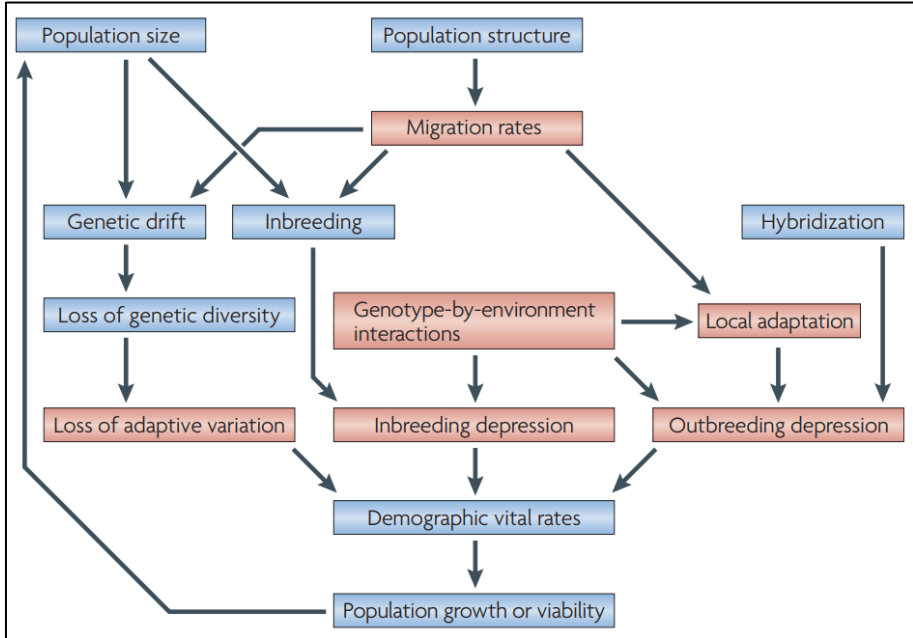 Population size
Population structure
Migration rates
Genetic drift
Inbreeding
Hybridization
Loss of genetic diversity
Genotype-by-environment
interactions
Local adaptation
Loss of adaptive variation
Inbreeding depression
Outbreeding depression
Demographic vital rates
Population growth or viability